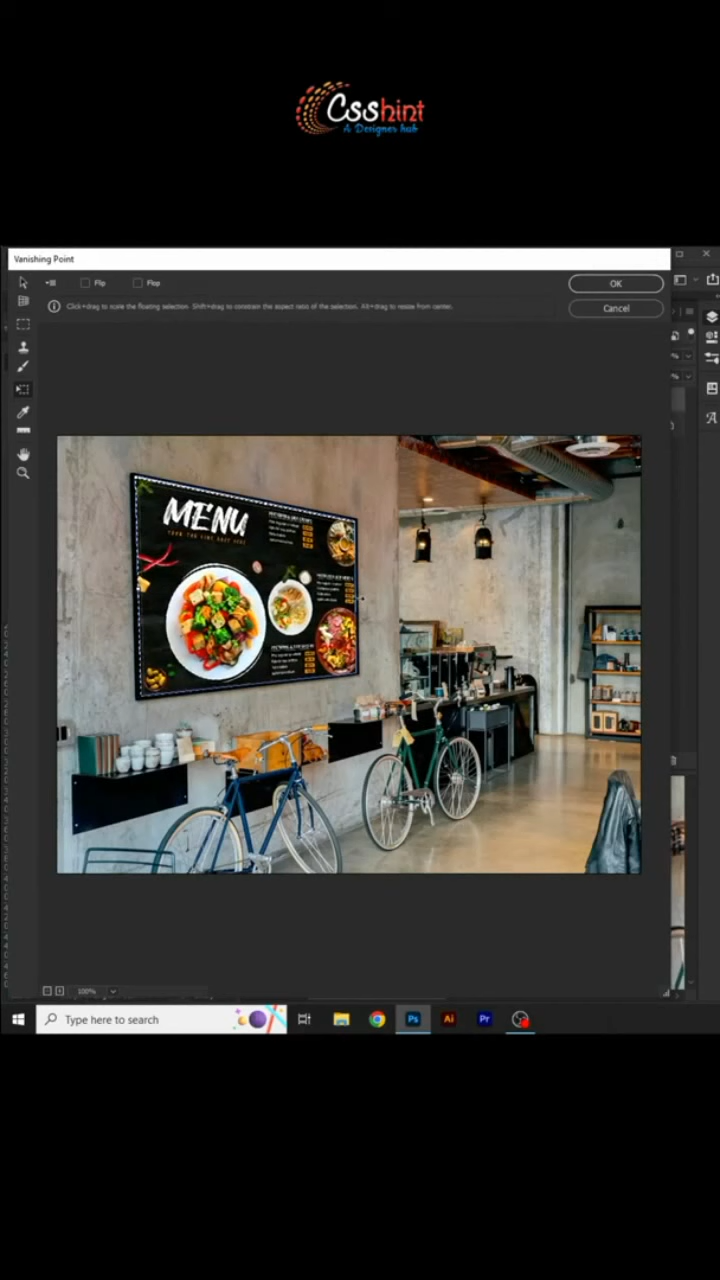 Csshint
A Designer hub
Vanishing Point
Flip
Flop
OK
Click+drag to scale the floating selection. Shift+drag to constrain the aspect ratio of the selection. Alt+drag to resize from center.
Cancel
MENU
100%
Type here to search
Ps
Ai
Pr